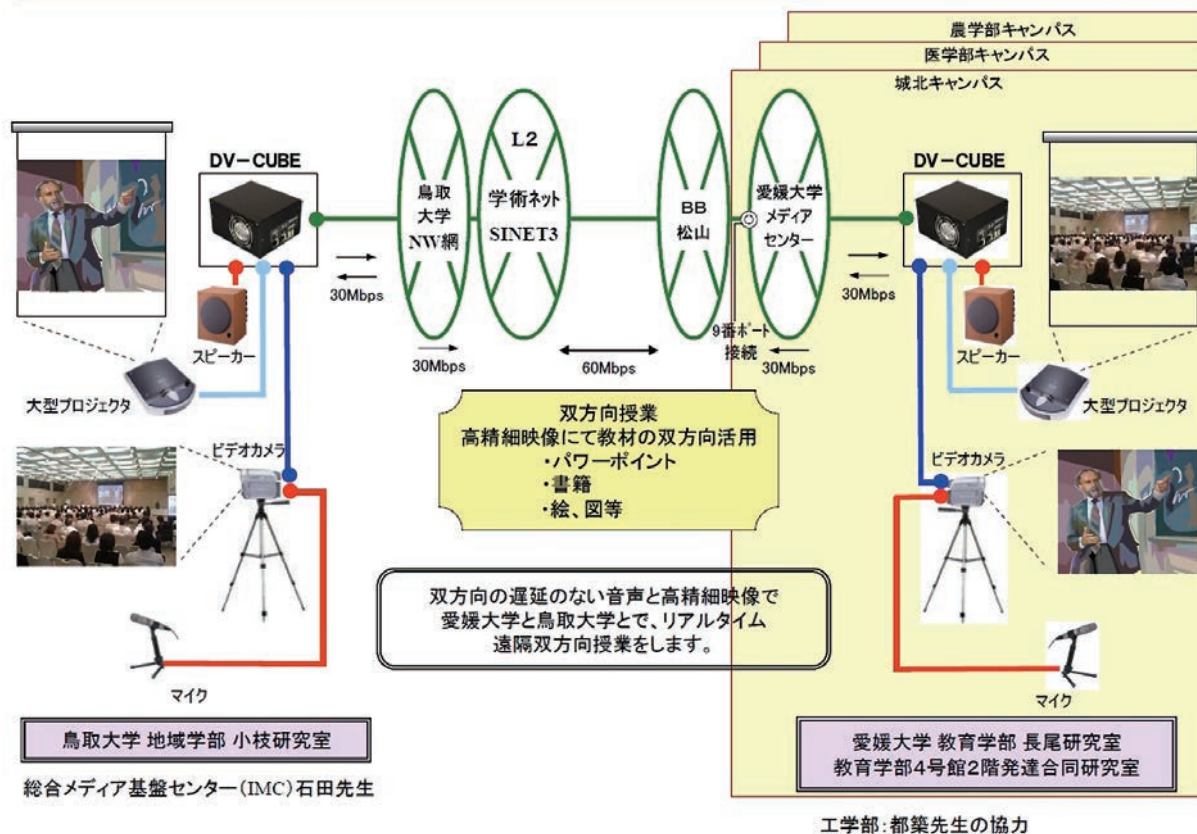 農学部キャンパス
医学部キャンパス
城北キャンパス
DV-CUBE
鳥取
大学
NW網
L2
学術ネット
SINET3
BB
松山
愛媛大学
メディア
センター
DV-CUBE
30Mbps
30Mbps
スピーカー
スピーカー
30Mbps
60Mbps
9番ポート
接続
30Mbps
大型プロジェクタ
大型プロジェクタ
双方向授業
高精細映像にて教材の双方向活用
・パワーポイント
・書籍
・絵、図等
ビデオカメラ
ビデオカメラ
双方向の遅延のない音声と高精細映像で
愛媛大学と鳥取大学とで、リアルタイム
遠隔双方向授業をします。
マイク
マイク
鳥取大学 地域学部 小枝研究室
総合メディア基盤センター(IMC)石田先生
愛媛大学 教育学部 長尾研究室
教育学部4号館2階発達合同研究室
工学部:都築先生の協力